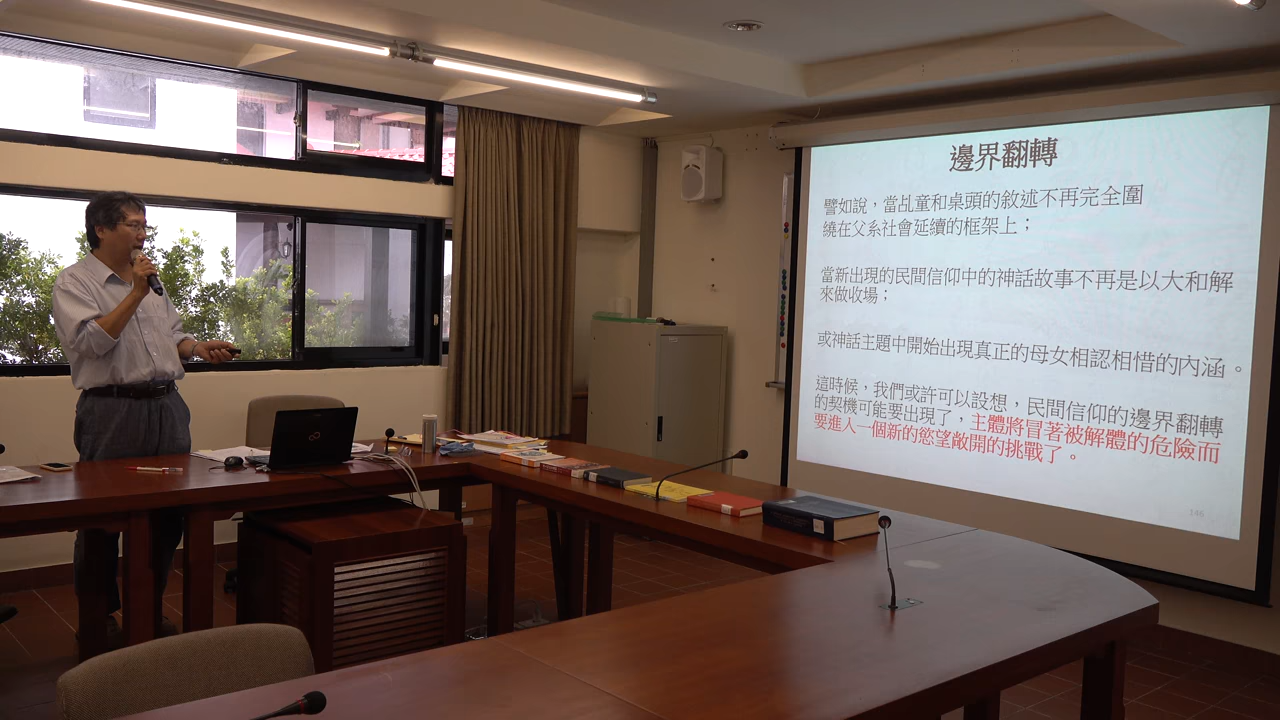 邊界翻轉
譬如說，當乩童和桌頭的敘述不再完全圍
繞在父系社會延續的框架上；
當新出現的民間信仰中的神話故事不再是以大和解
來做收場；
或神話主題中開始出現真正的母女相認相惜的內涵。
這時候，我們或許可以設想，民間信仰的邊界翻轉
的契機可能要出現了，主體將冒著被解體的危險而
要進入一個新的慾望敞開的挑戰了。
146